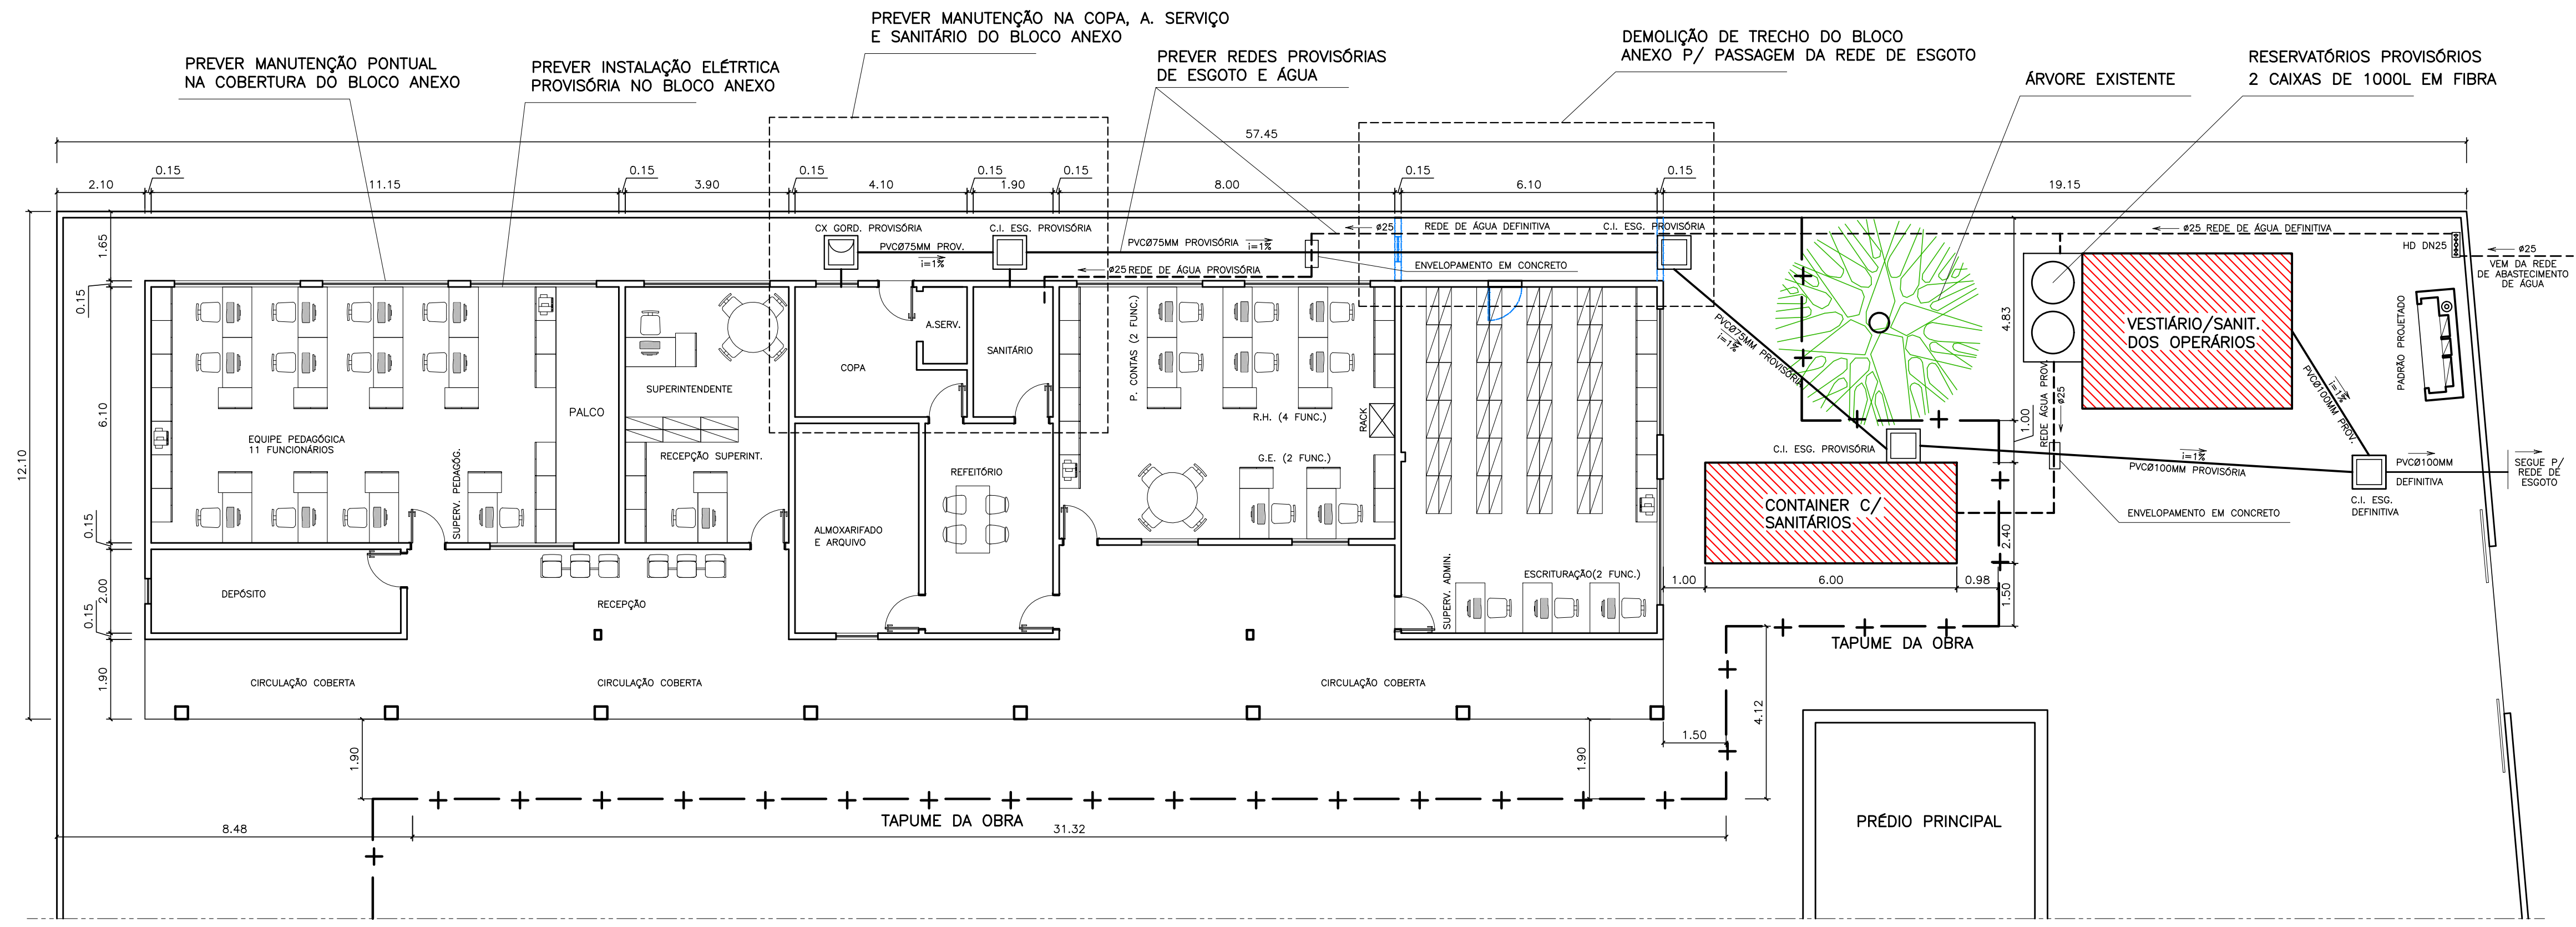 PREVER MANUTENÇÃO PONTUAL
NA COBERTURA DO BLOCO ANEXO
PREVER INSTALAÇÃO ELÉTRTICA
PROVISÓRIA NO BLOCO ANEXO
PREVER MANUTENÇÃO NA COPA, A. SERVIÇO
E SANITÁRIO DO BLOCO ANEXO
PREVER REDES PROVISÓRIAS
DE ESGOTO E ÁGUA
DEMOLIÇÃO DE TRECHO DO BLOCO
ANEXO P/ PASSAGEM DA REDE DE ESGOTO
ÁRVORE EXISTENTE
RESERVATÓRIOS PROVISÓRIOS
2 CAIXAS DE 1000L EM FIBRA
57.45
2.10
0.15
11.15
0.15
3.90
0.15
4.10
0.15
1.90
0.15
8.00
0.15
6.10
0.15
19.15
12.10
1.65
0.15
6.10
0.15
2.00
0.15
1.90
CX GORD. PROVISÓRIA
C.I. ESG. PROVISÓRIA
PVCØ75MM PROV.
i=1%
PVCØ75MM PROVISÓRIA
i=1%
ø25
REDE DE ÁGUA DEFINITIVA
C.I. ESG. PROVISÓRIA
ø25 REDE DE ÁGUA PROVISÓRIA
ENVELOPAMENTO EM CONCRETO
ø25 REDE DE ÁGUA DEFINITIVA
HD DN25
ø25
VEM DA REDE
DE ABASTECIMENTO
DE ÁGUA
PADRÃO PROJETADO
VESTIÁRIO/SANIT.
DOS OPERÁRIOS
PVCØ75MM PROVISÓRIA
i=1%
4.83
1.00
2.40
1.50
REDE ÁGUA PROV.
ø25
PVCØ100MM PROV.
i=1%
C.I. ESG. PROVISÓRIA
i=1%
PVCØ100MM PROVISÓRIA
PVCØ100MM
DEFINITIVA
SEGUE P/
REDE DE
ESGOTO
C.I. ESG.
DEFINITIVA
ENVELOPAMENTO EM CONCRETO
CONTAINER C/
SANITÁRIOS
1.00
6.00
0.98
EQUIPE PEDAGÓGICA
11 FUNCIONÁRIOS
SUPERV. PEDAGÓG.
PALCO
SUPERINTENDENTE
RECEPÇÃO SUPERINT.
COPA
A.SERV.
SANITÁRIO
REFEITÓRIO
ALMOXARIFADO
E ARQUIVO
P. CONTAS (2 FUNC.)
R.H. (4 FUNC.)
RACK
G.E. (2 FUNC.)
SUPERV. ADMIN.
ESCRITURAÇÃO(2 FUNC.)
DEPÓSITO
RECEPÇÃO
CIRCULAÇÃO COBERTA
CIRCULAÇÃO COBERTA
CIRCULAÇÃO COBERTA
TAPUME DA OBRA
1.90
1.90
1.50
4.12
TAPUME DA OBRA
8.48
31.32
PRÉDIO PRINCIPAL